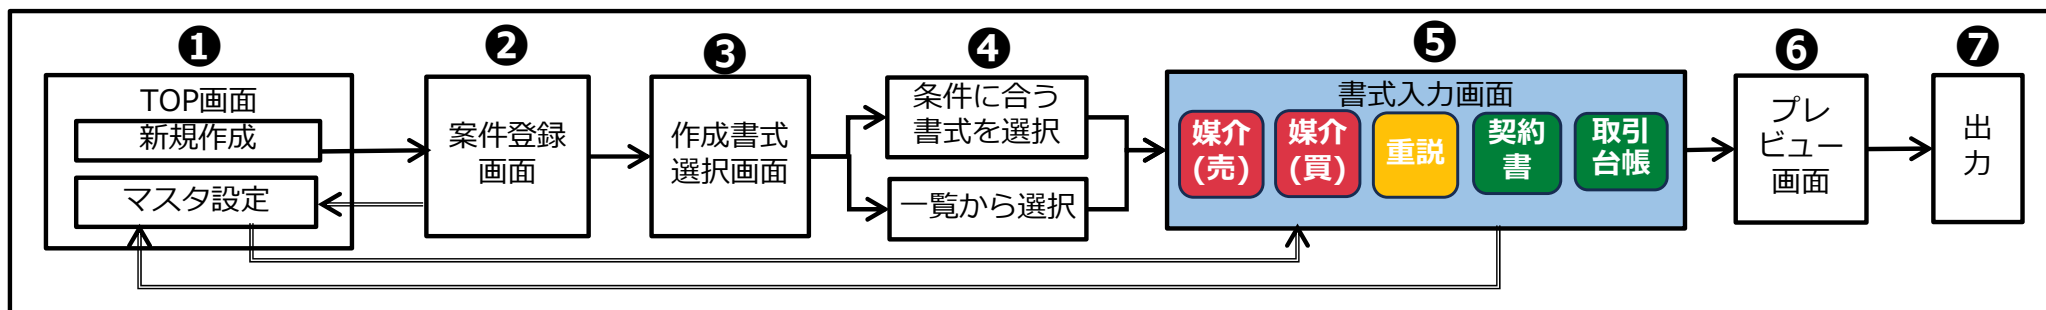 ❶
TOP画面
新規作成
マスタ設定
❷
案件登録
画面
❸
作成書式
選択画面
❹
条件に合う
書式を選択
一覧から選択
❺
書式入力画面
媒介
(売)
媒介
(買)
重説
契約
書
取引
台帳
❻
プレ
ビュー
画面
❼
出
力